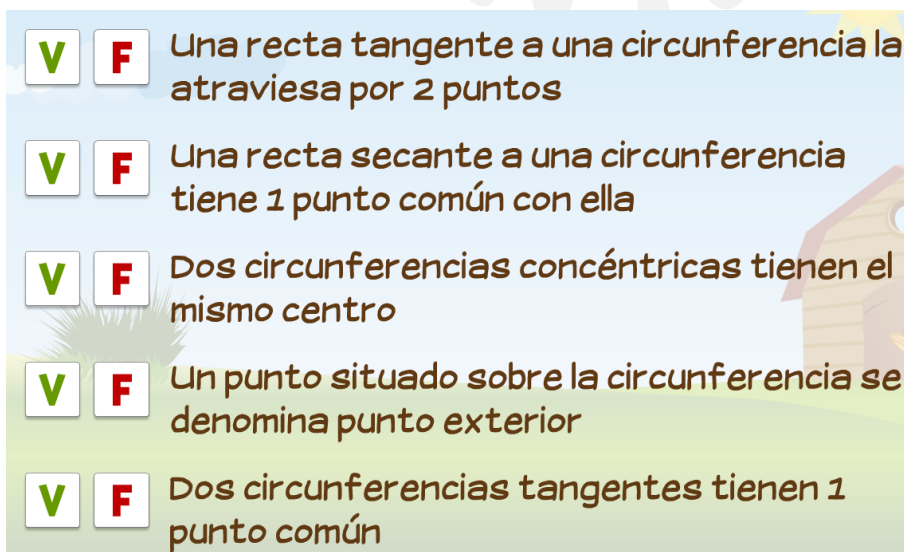 V F Una recta tangente a una circunferencia la
atraviesa por 2 puntos
V F Una recta secante a una circunferencia
tiene 1 punto común con ella
V F Dos circunferencias concéntricas tienen el
mismo centro
V F Un punto situado sobre la circunferencia se
denomina punto exterior
V F Dos circunferencias tangentes tienen 1
punto común